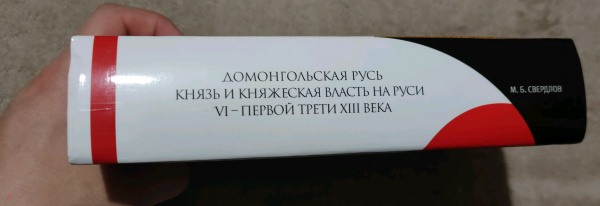 ДОМОНГОЛЬСКАЯ РУСЬ
КНЯЗЬ И КНЯЖЕСКАЯ ВЛАСТЬ НА РУСИ
VI – ПЕРВОЙ ТРЕТИ XIII ВЕКА
М. Б. СВЕРДЛОВ